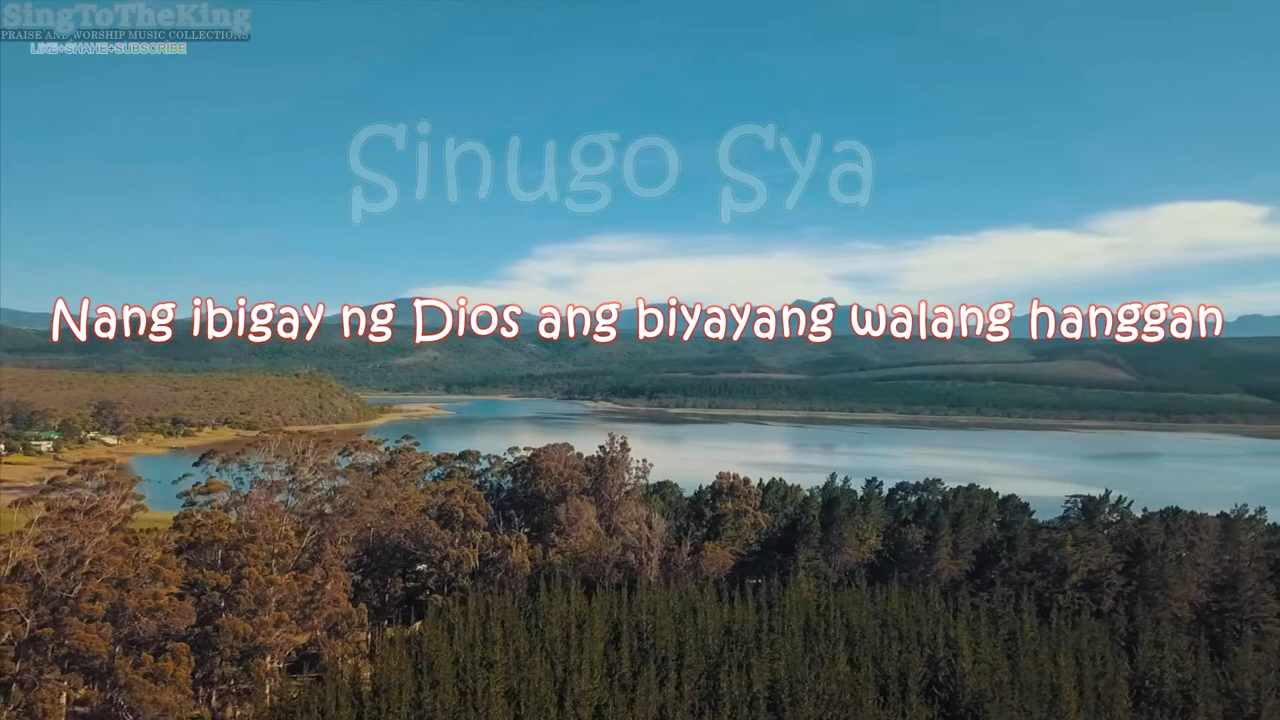 SingToTheKing
PRAISE AND WORSHIP MUSIC COLLECTIONS
LIKE+SHARE+SUBSCRIBE
Sinugo Sya
Nang ibigay ng Dios ang biyayang walang hanggan